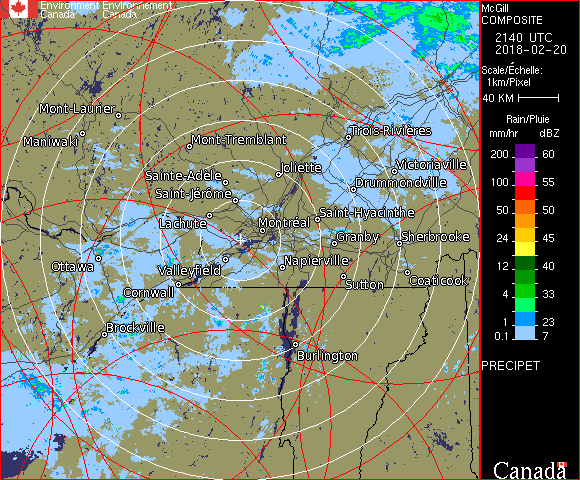 Environment Environnement
Canada Canada
McGill
COMPOSITE
2140 UTC
2018-02-20
Scale/Échelle:
1km/Pixel
40 KM
Rain/Pluie
mm/hr dBZ
200 60
100 55
50 50
24 45
12 40
4 33
1 23
0.1 7
PRECIPET
Canada
Mont-Laurier
Maniwaki
Mont-Tremblant
Trois-Rivières
Sainte-Adèle
Joliette
Victoriaville
Saint-Jérôme
Drummondville
Lachute
Montréal
Saint-Hyacinthe
Granby
Sherbrooke
Ottawa
Valleyfield
Napierville
Cornwall
Sutton
Coaticook
Brockville
Burlington